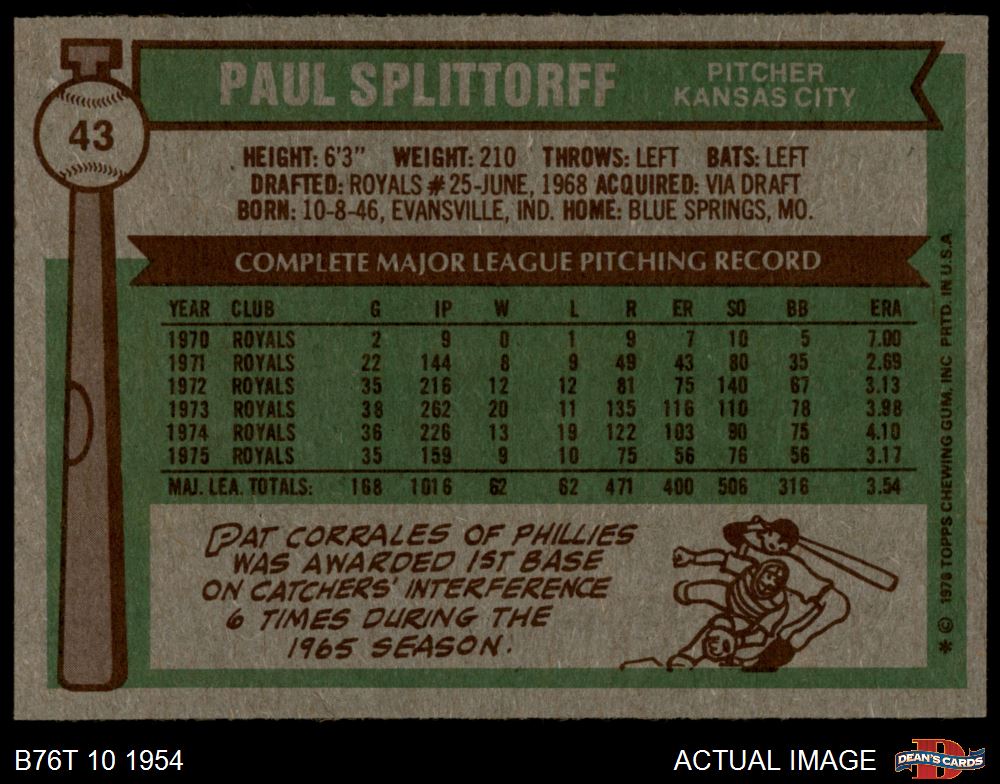 43
PAUL SPLITTORFF
PITCHER
KANSAS CITY
HEIGHT: 6'3" WEIGHT: 210 THROWS: LEFT BATS: LEFT
DRAFTED: ROYALS #25-JUNE, 1968 ACQUIRED: VIA DRAFT
BORN: 10-8-46, EVANSVILLE, IND. HOME: BLUE SPRINGS, MO.
COMPLETE MAJOR LEAGUE PITCHING RECORD
YEAR CLUB G IP W L R ER SO BB ERA
1970 ROYALS 2 9 0 1 9 7 10 5 7.00
1971 ROYALS 22 144 8 9 49 43 80 35 2.69
1972 ROYALS 35 216 12 12 81 75 140 67 3.13
1973 ROYALS 38 262 20 11 135 116 110 78 3.98
1974 ROYALS 36 226 13 19 122 103 90 75 4.10
1975 ROYALS 35 159 9 10 75 56 76 56 3.17
MAJ. LEA. TOTALS: 168 1016 62 62 471 400 506 316 3.54
PAT CORRALES OF PHILLIES
WAS AWARDED 1ST BASE
ON CATCHERS' INTERFERENCE
6 TIMES DURING THE
1965 SEASON.
* © 1976 TOPPS CHEWING GUM, INC. PRTD. IN U.S.A
B76T 10 1954
ACTUAL IMAGE
D
DEAN'S CARDS